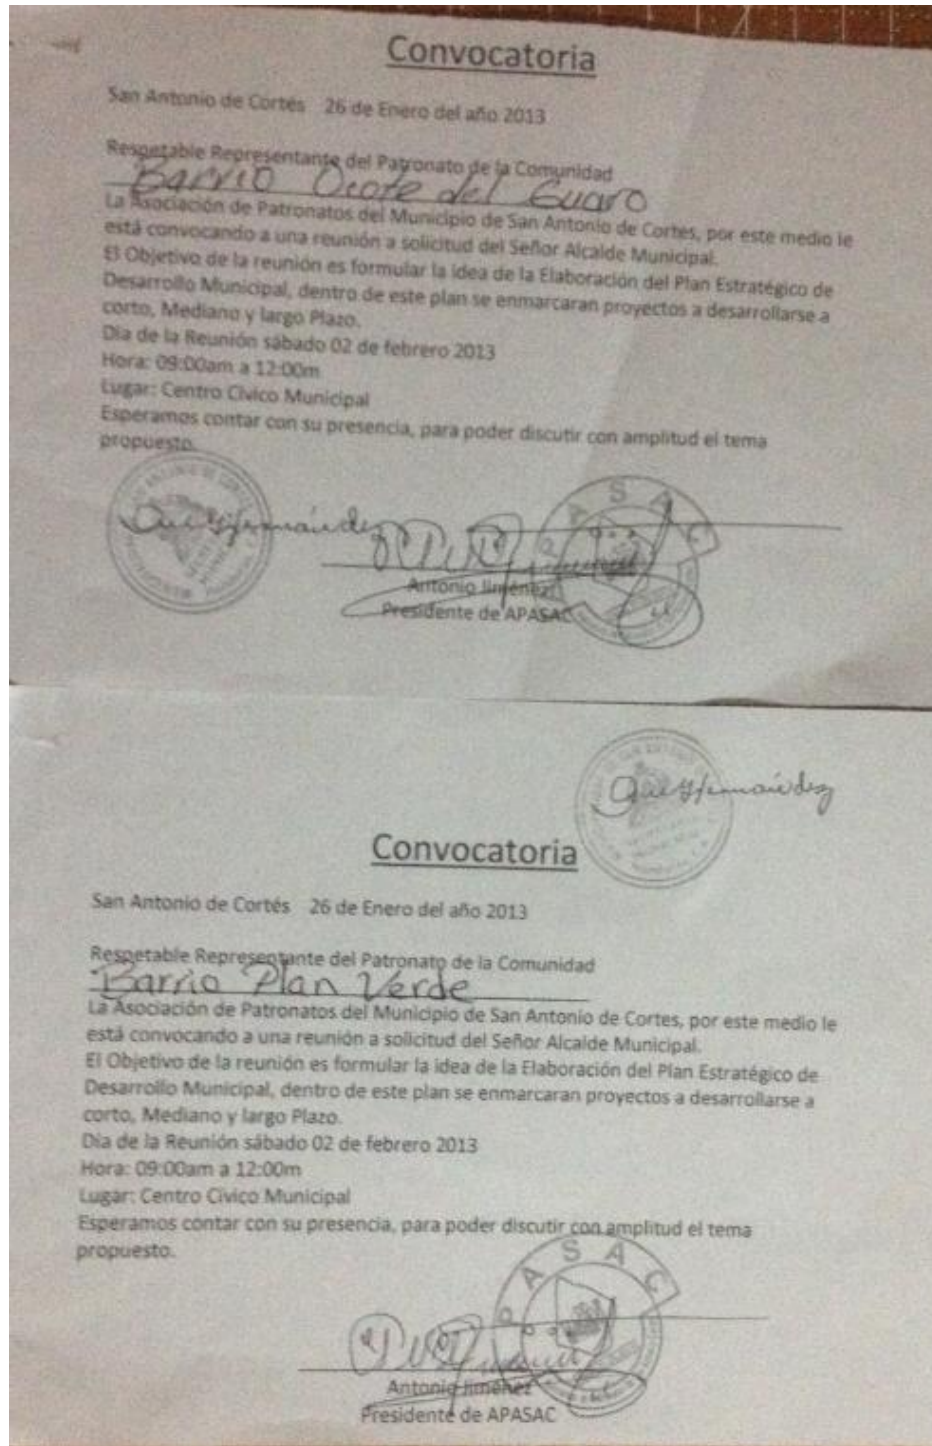 Convocatoria
San Antonio de Cortés 26 de Enero del año 2013
Respetable Representante del Patronato de la Comunidad
Barrio Ocote del Guaro
La Asociación de Patronatos del Municipio de San Antonio de Cortes, por este medio le
está convocando a una reunión a solicitud del Señor Alcalde Municipal.
El Objetivo de la reunión es formular la idea de la Elaboración del Plan Estratégico de
Desarrollo Municipal, dentro de este plan se enmarcaran proyectos a desarrollarse a
corto, Mediano y largo Plazo.
Día de la Reunión sábado 02 de febrero 2013
Hora: 09:00am a 12:00m
Lugar: Centro Cívico Municipal
Esperamos contar con su presencia, para poder discutir con amplitud el tema
propuesto.
Hernández
A S A C
Antonio Jiménez
Presidente de APASAC
Hernández
Convocatoria
San Antonio de Cortés 26 de Enero del año 2013
Respetable Representante del Patronato de la Comunidad
Barrio Plan Verde
La Asociación de Patronatos del Municipio de San Antonio de Cortes, por este medio le
está convocando a una reunión a solicitud del Señor Alcalde Municipal.
El Objetivo de la reunión es formular la idea de la Elaboración del Plan Estratégico de
Desarrollo Municipal, dentro de este plan se enmarcaran proyectos a desarrollarse a
corto, Mediano y largo Plazo.
Día de la Reunión sábado 02 de febrero 2013
Hora: 09:00am a 12:00m
Lugar: Centro Cívico Municipal
Esperamos contar con su presencia, para poder discutir con amplitud el tema
propuesto.
A S A C
Antonio Jiménez
Presidente de APASAC